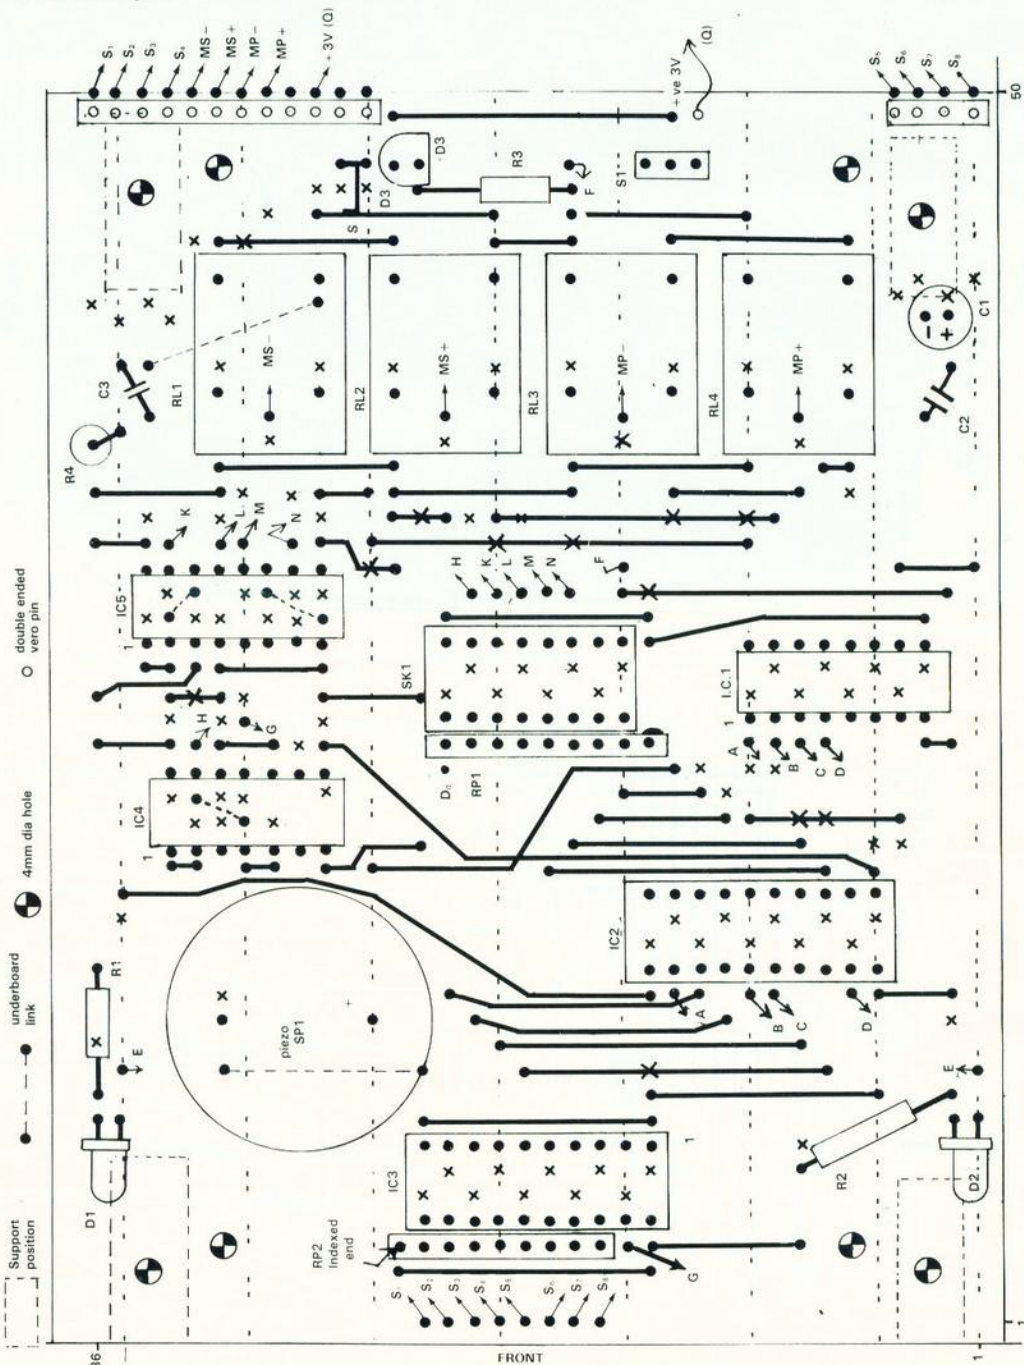 Support position
underboard link
4mm dia hole
double ended vero pin
S1
S2
S3
S4
MS-
MS+
MP-
MP+
+3V (Q)
+ve 3V
(Q)
S5
S6
S7
S8
50
D3
D3
R3
F
S1
S
C3
RL1
MS-
RL2
MS+
RL3
MP-
RL4
MP+
C1
-
+
C2
R4
K
L
M
N
H
K
L
M
N
F
IC5
1
SK1
I.C.1
1
H
G
RP1
A
B
C
D
IC4
1
IC2
R1
E
piezo
SP1
+
A
B
C
D
E
D1
IC3
1
R2
D2
RP2
Indexed
end
S1
S2
S3
S4
S5
S6
S7
S8
G
36
FRONT
1
1